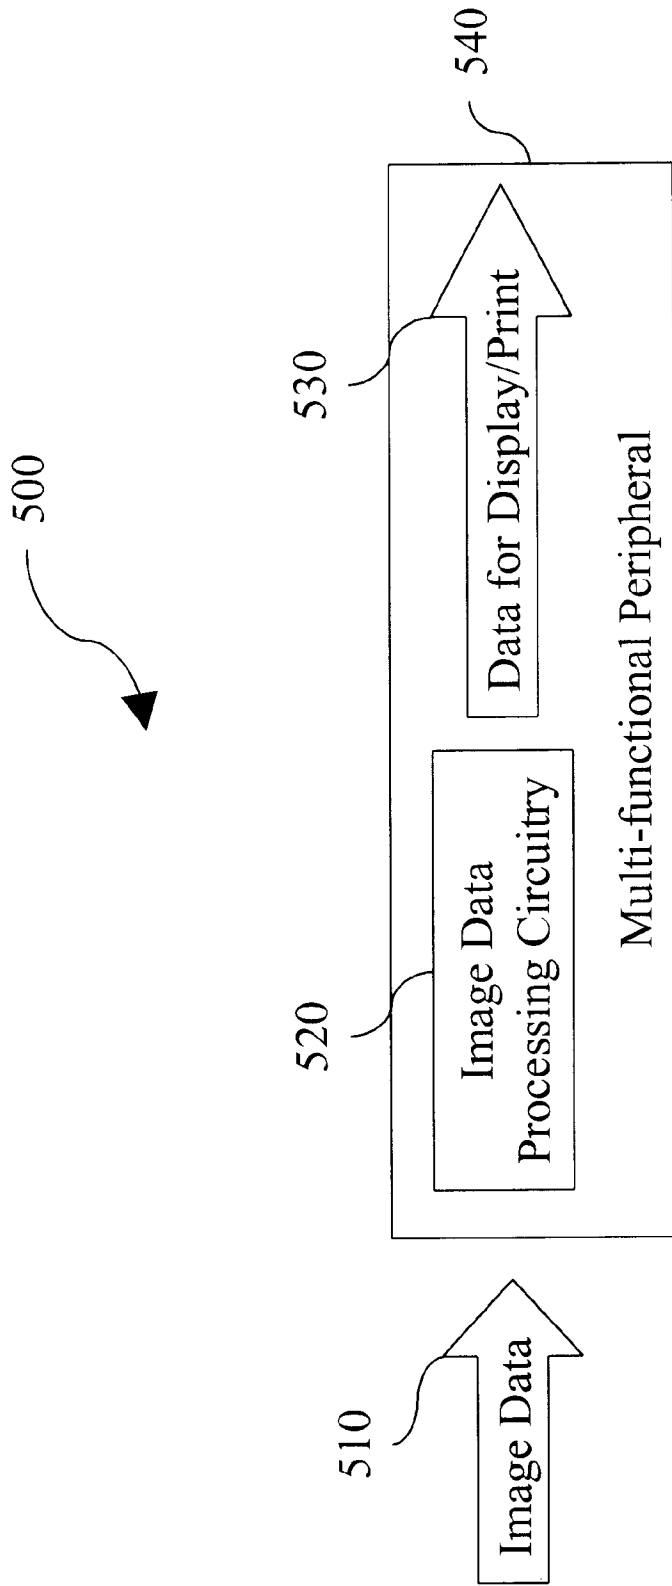 500
510
Image Data
520
Image Data
Processing Circuitry
530
Data for Display/Print
540
Multi-functional Peripheral